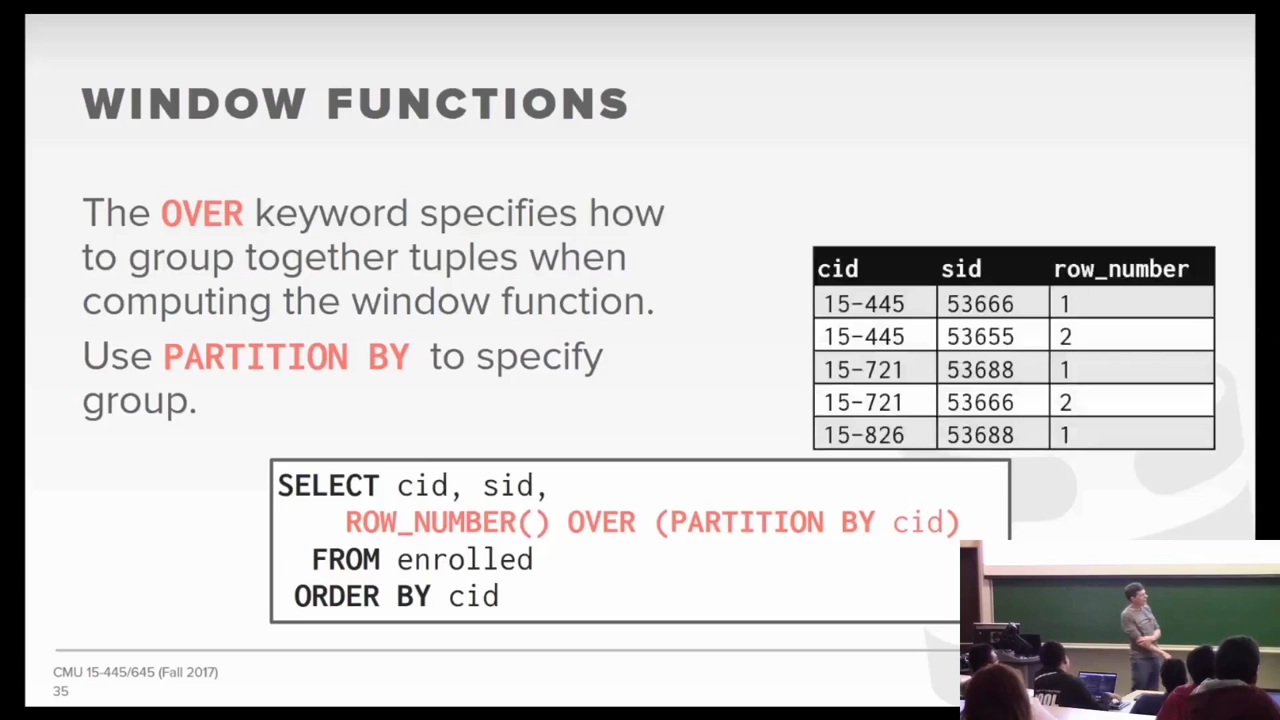 WINDOW FUNCTIONS
The OVER keyword specifies how
to group together tuples when
computing the window function.
Use PARTITION BY to specify
group.
cid sid row_number
15-445 53666 1
15-445 53655 2
15-721 53688 1
15-721 53666 2
15-826 53688 1
SELECT cid, sid,
ROW_NUMBER() OVER (PARTITION BY cid)
FROM enrolled
ORDER BY cid
CMU 15-445/645 (Fall 2017)
35